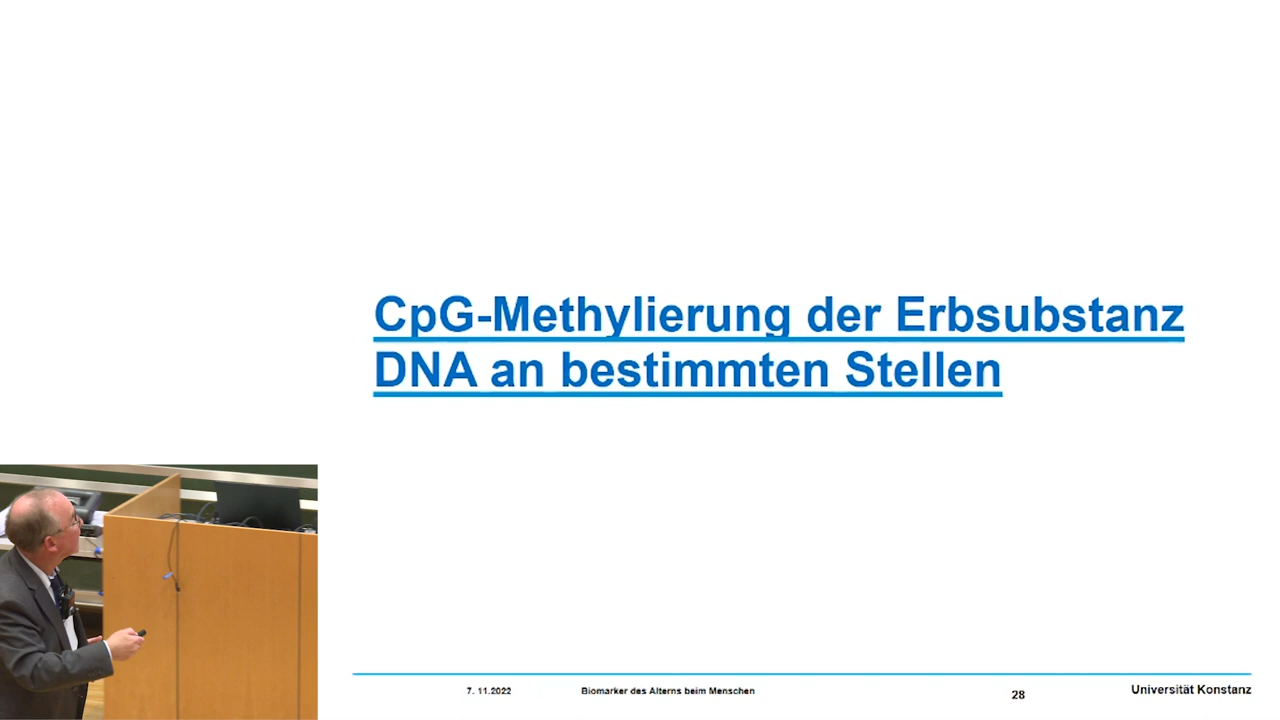 CpG-Methylierung der Erbsubstanz
DNA an bestimmten Stellen
7. 11.2022
Biomarker des Alterns beim Menschen
28
Universität Konstanz